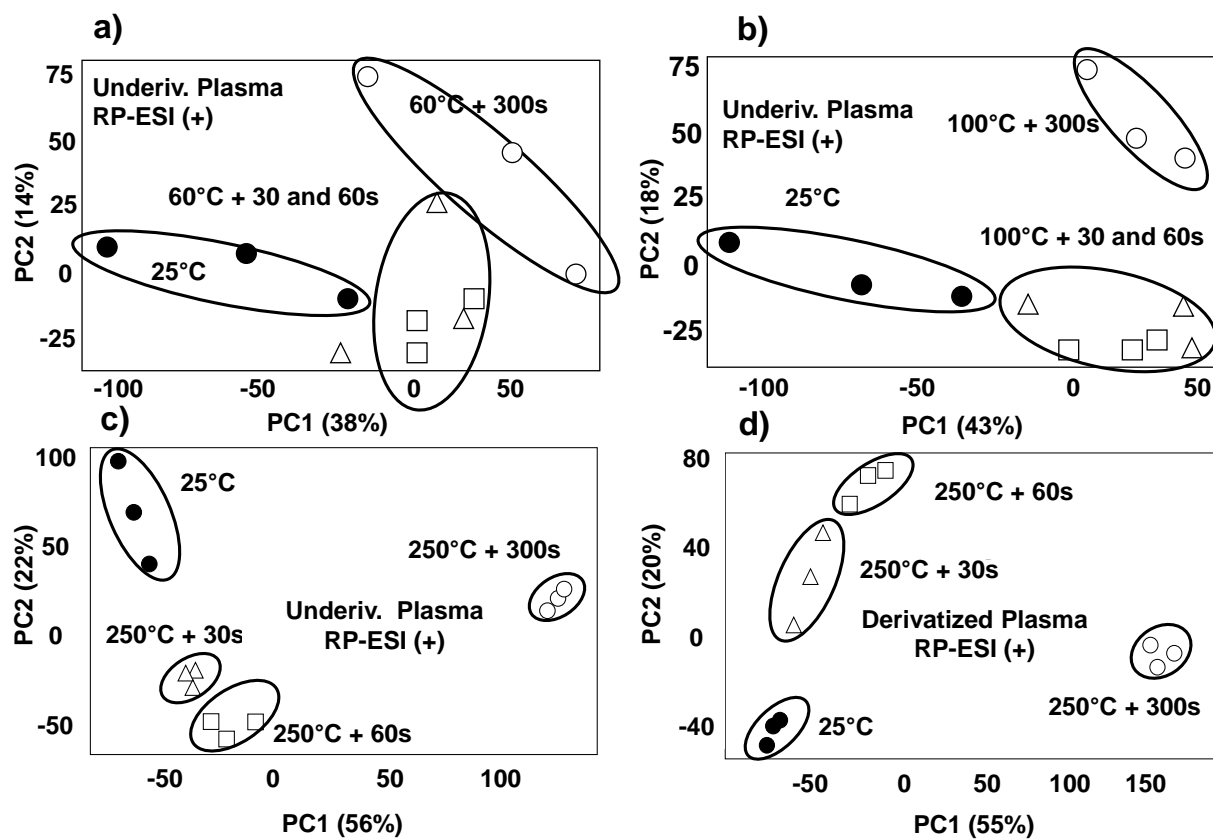 a)
75
50
25
0
-25
PC2 (14%)
Underiv. Plasma
RP-ESI (+)
60°C + 300s
60°C + 30 and 60s
25°C
-100
-50
0
50
PC1 (38%)
b)
75
50
25
0
-25
PC2 (18%)
Underiv. Plasma
RP-ESI (+)
100°C + 300s
25°C
100°C + 30 and 60s
-100
-50
0
50
PC1 (43%)
c)
100
50
0
-50
PC2 (22%)
25°C
250°C + 300s
Underiv. Plasma
RP-ESI (+)
250°C + 30s
250°C + 60s
-50
0
50
100
PC1 (56%)
d)
80
40
0
-40
PC2 (20%)
250°C + 60s
250°C + 30s
Derivatized Plasma
RP-ESI (+)
250°C + 300s
25°C
-50
0
50
100
150
PC1 (55%)